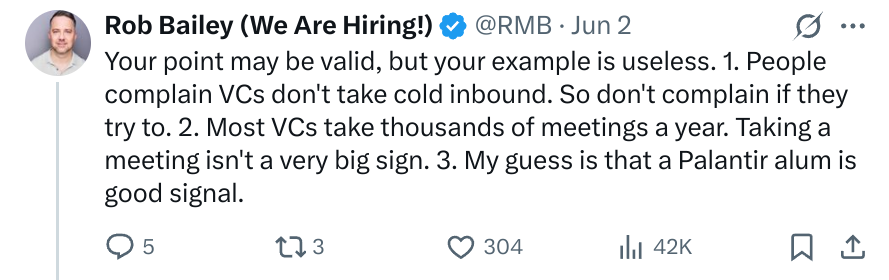 Rob Bailey (We Are Hiring!) @RMB · Jun 2
Your point may be valid, but your example is useless. 1. People
complain VCs don't take cold inbound. So don't complain if they
try to. 2. Most VCs take thousands of meetings a year. Taking a
meeting isn't a very big sign. 3. My guess is that a Palantir alum is
good signal.
5 3 304 42K